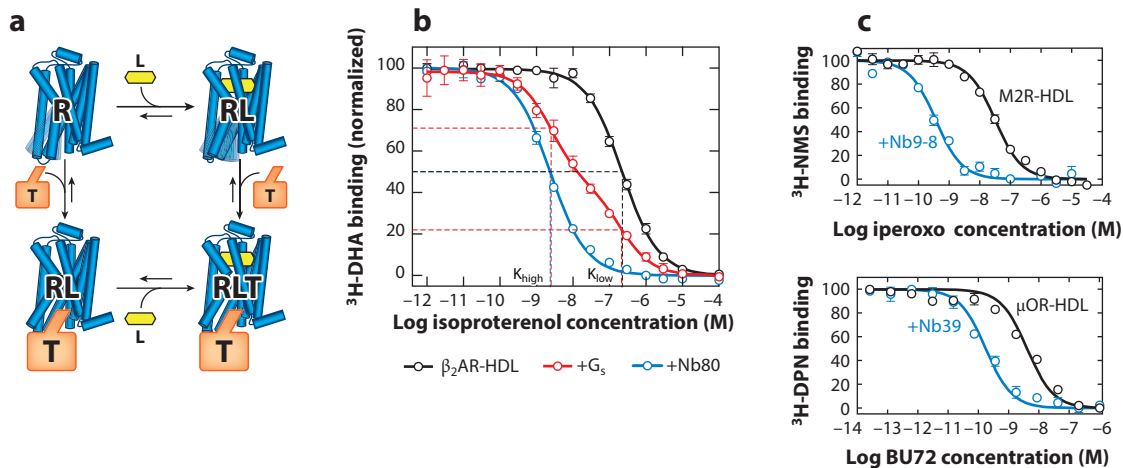 a
L
R
RL
T
T
RL
RLT
T
L
T
b
³H-DHA binding (normalized)
100
80
60
40
20
0
K_high
K_low
−12 −11 −10 −9 −8 −7 −6 −5 −4
Log isoproterenol concentration (M)
β₂AR-HDL
+Gₛ
+Nb80
c
³H-NMS binding
100
80
60
40
20
0
M2R-HDL
+Nb9-8
−12 −11 −10 −9 −8 −7 −6 −5 −4
Log iperoxo concentration (M)
³H-DPN binding
100
80
60
40
20
0
μOR-HDL
+Nb39
−14 −13 −12 −11 −10 −9 −8 −7 −6
Log BU72 concentration (M)